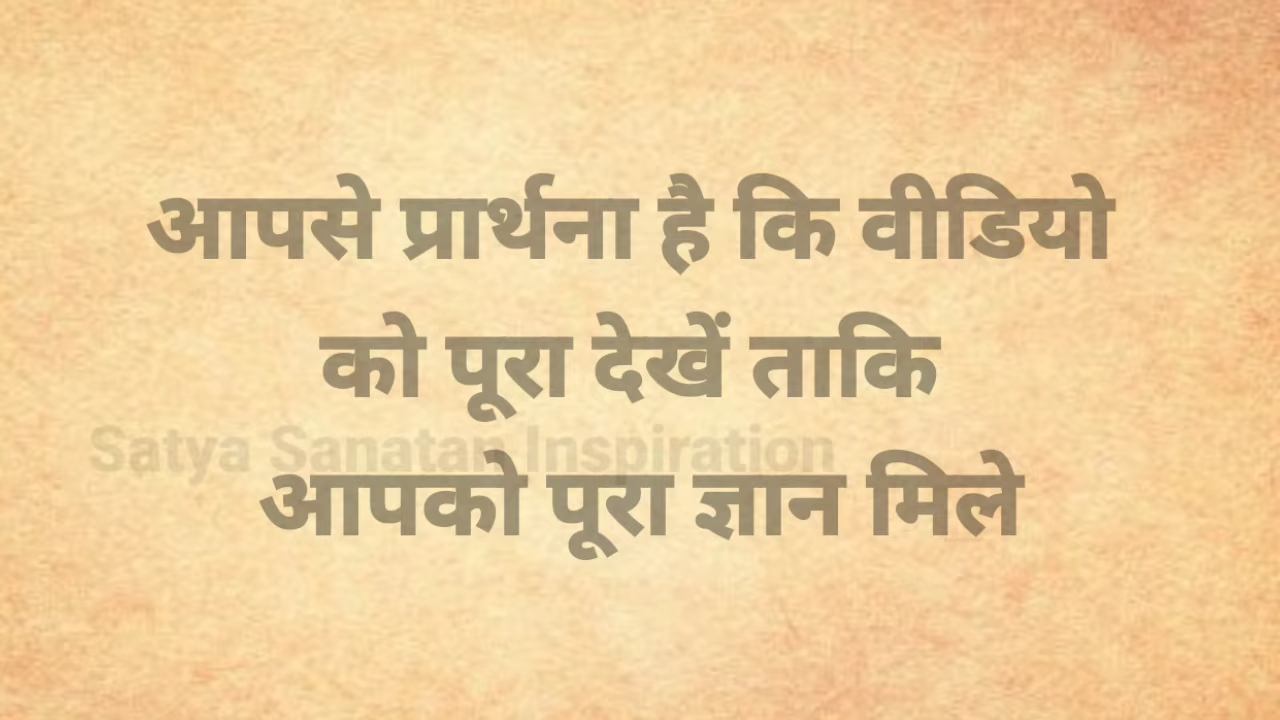 आपसे प्रार्थना है कि वीडियो
को पूरा देखें ताकि
Satya Sanatan Inspiration
आपको पूरा ज्ञान मिले